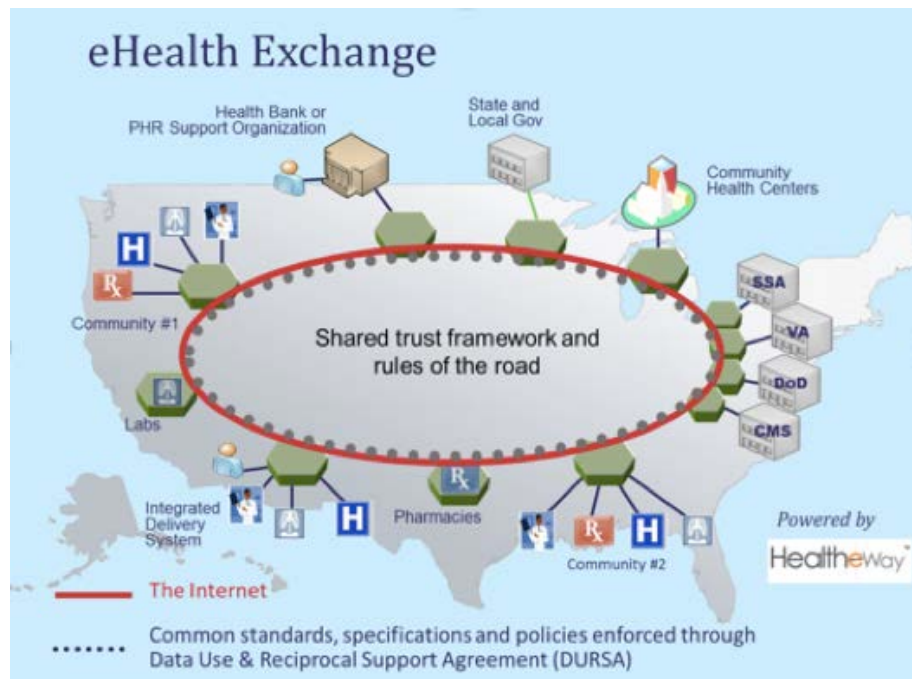 eHealth Exchange
Health Bank or
PHR Support Organization
State and
Local Gov
Community
Health Centers
H
Rx
Community #1
SSA
VA
DoD
CMS
Shared trust framework and
rules of the road
Labs
Integrated
Delivery
System
H
Rx
Pharmacies
Rx
H
Community #2
Powered by
HealtheWay™
The Internet
Common standards, specifications and policies enforced through
Data Use & Reciprocal Support Agreement (DURSA)